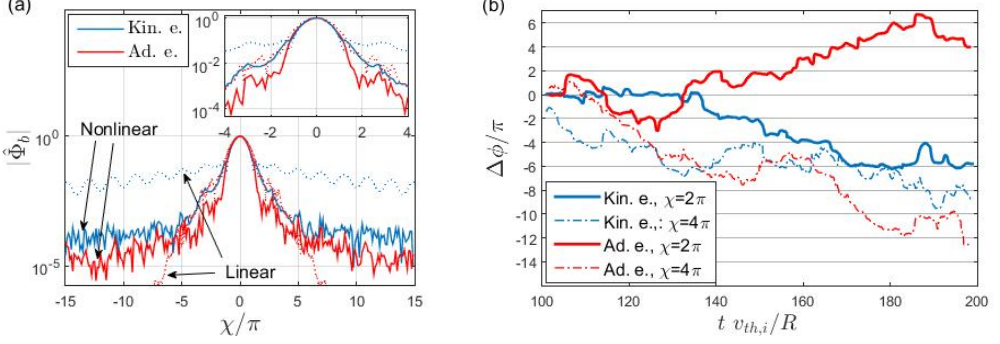 (a)
Kin. e.
Ad. e.
10^0
10^-2
10^-4
-4 -2 0 2 4
10^0
10^-5
|Φ̂_b|
Nonlinear
Linear
-15 -10 -5 0 5 10 15
χ/π
(b)
6
4
2
0
-2
-4
-6
-8
-10
-12
-14
Δϕ/π
Kin. e., χ=2π
Kin. e.,: χ=4π
Ad. e., χ=2π
Ad. e., χ=4π
100 120 140 160 180 200
t v_th,i/R